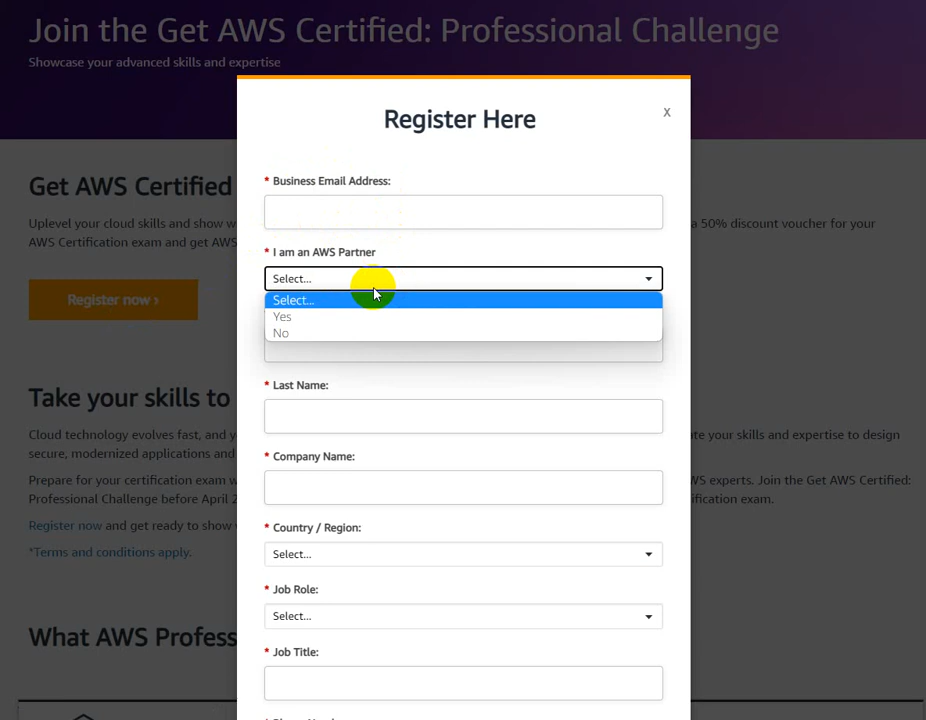 Join the Get AWS Certified: Professional Challenge
Showcase your advanced skills and expertise
Register Here
X
* Business Email Address:
* I am an AWS Partner
Select...
Select...
Yes
No
* Last Name:
* Company Name:
* Country / Region:
Select...
* Job Role:
Select...
* Job Title:
Get AWS Certified
Uplevel your cloud skills and show
a 50% discount voucher for your
AWS Certification exam and get AWS
Register now ›
Take your skills to
Cloud technology evolves fast, and
ate your skills and expertise to design
secure, modernized applications and
Prepare for your certification exam
WS experts. Join the Get AWS Certified:
Professional Challenge before April
ification exam.
Register now and get ready to show
*Terms and conditions apply.
What AWS Profess